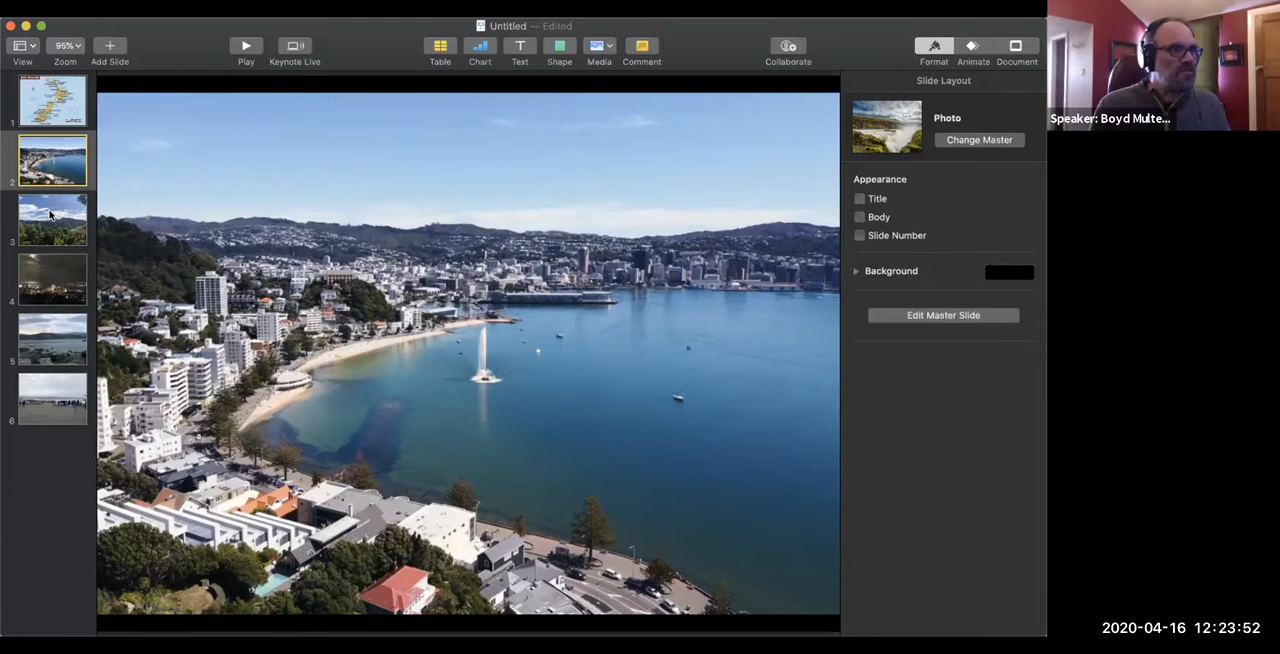 Untitled — Edited
View
95%
Zoom
Add Slide
Play
Keynote Live
Table
Chart
Text
Shape
Media
Comment
Collaborate
Format
Animate
Document
1
2
3
4
5
6
Slide Layout
Photo
Change Master
Appearance
Title
Body
Slide Number
Background
Edit Master Slide
Speaker: Boyd Multe...
2020-04-16 12:23:52